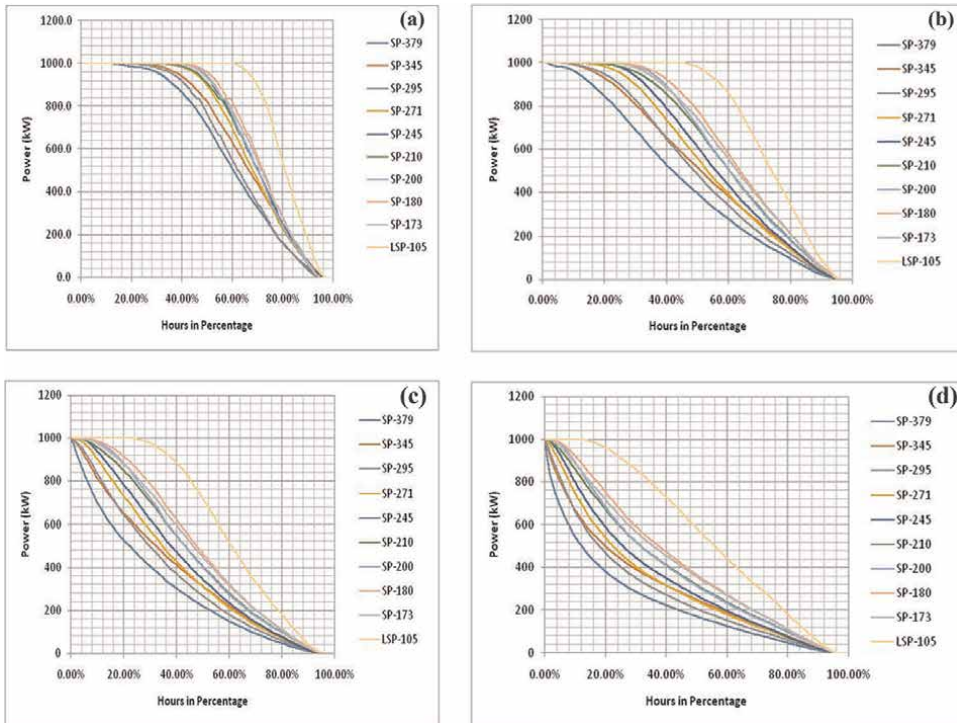 (a)
1200.0
1000.0
800.0
600.0
400.0
200.0
0.0
Power (kW)
0.00% 20.00% 40.00% 60.00% 80.00% 100.00%
Hours in Percentage
SP-379
SP-345
SP-295
SP-271
SP-245
SP-210
SP-200
SP-180
SP-173
LSP-105
(b)
1200
1000
800
600
400
200
0
Power (kW)
0.00% 20.00% 40.00% 60.00% 80.00% 100.00%
Hours in Percentage
SP-379
SP-345
SP-295
SP-271
SP-245
SP-210
SP-200
SP-180
SP-173
LSP-105
(c)
1200
1000
800
600
400
200
0
Power (kW)
0.00% 20.00% 40.00% 60.00% 80.00% 100.00%
Hours in Percentage
SP-379
SP-345
SP-295
SP-271
SP-245
SP-210
SP-200
SP-180
SP-173
LSP-105
(d)
1200
1000
800
600
400
200
0
Power (kW)
0.00% 20.00% 40.00% 60.00% 80.00% 100.00%
Hours in Percentage
SP-379
SP-345
SP-295
SP-271
SP-245
SP-210
SP-200
SP-180
SP-173
LSP-105